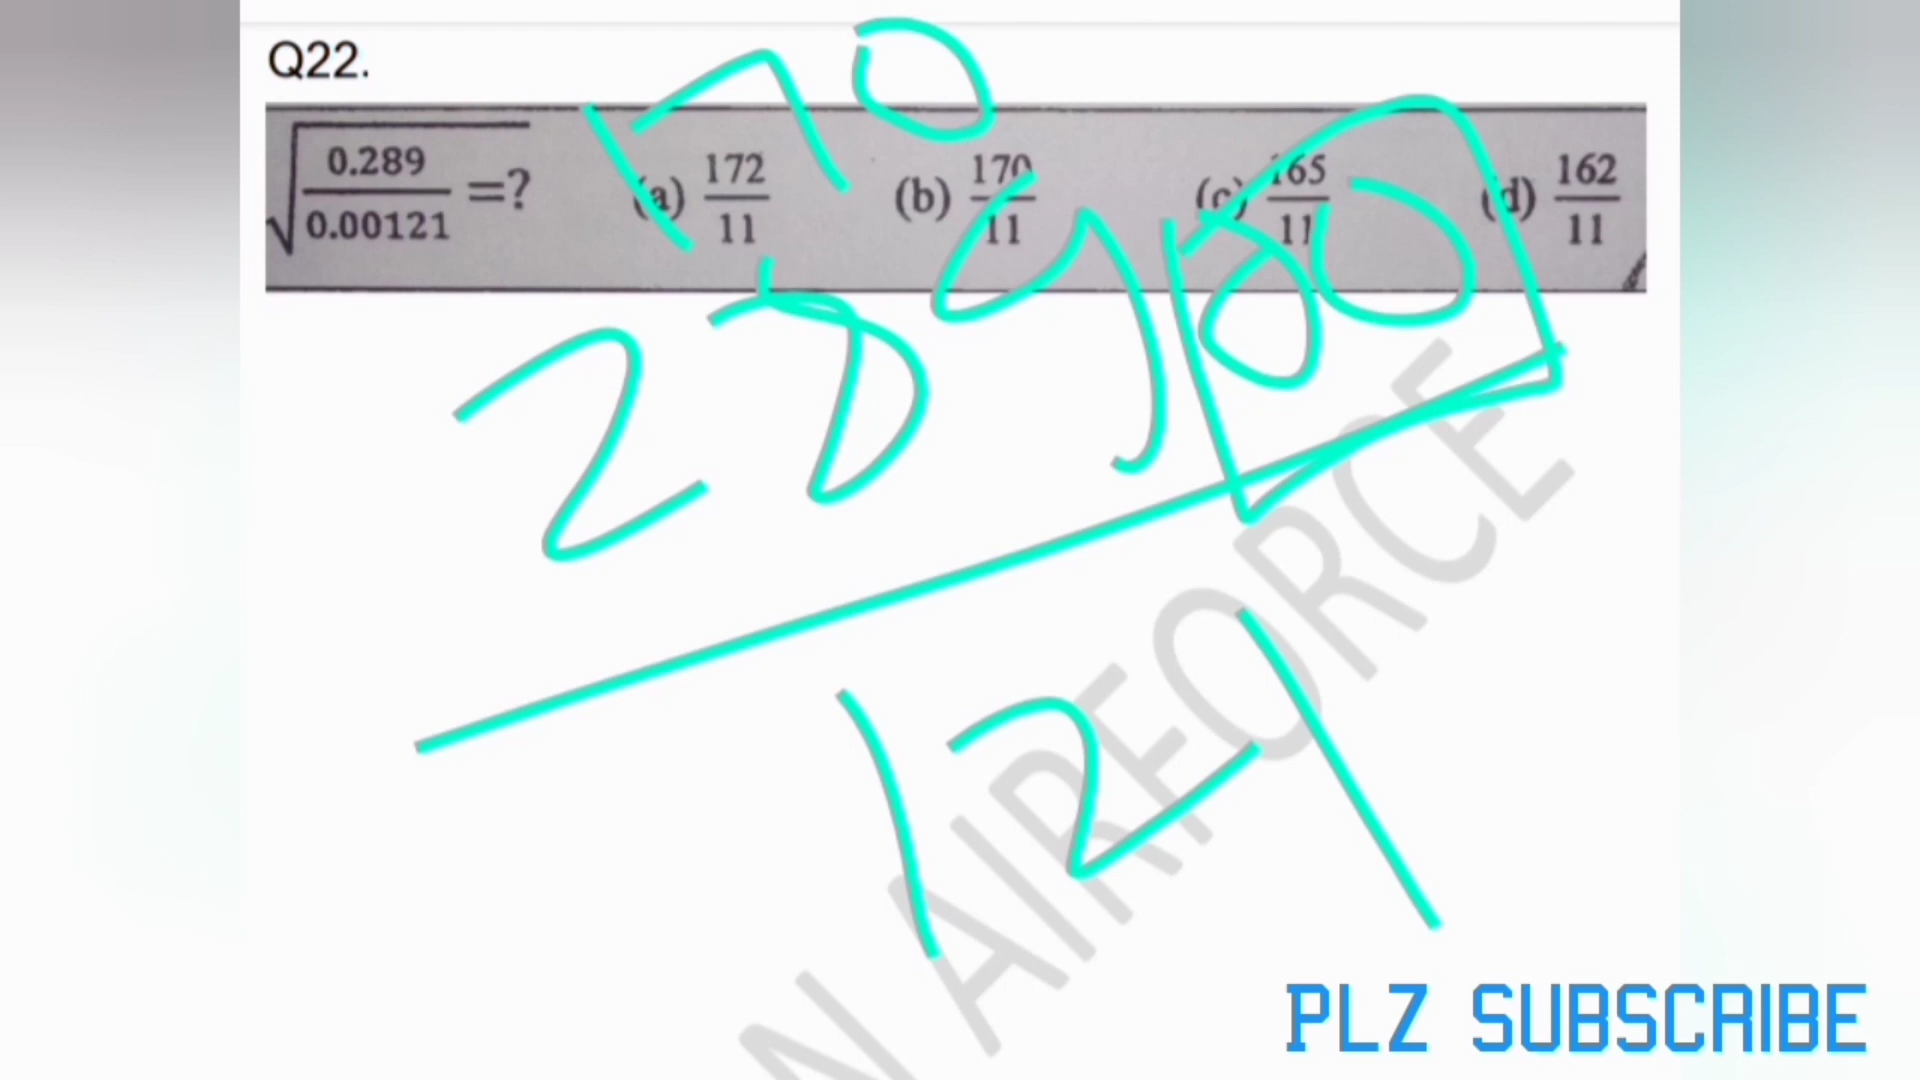 Q22.
√(0.289/0.00121) =? (a) 172/11 (b) 170/11 (c) 165/11 (d) 162/11
170
28900
121
N AIRFORCE
PLZ SUBSCRIBE